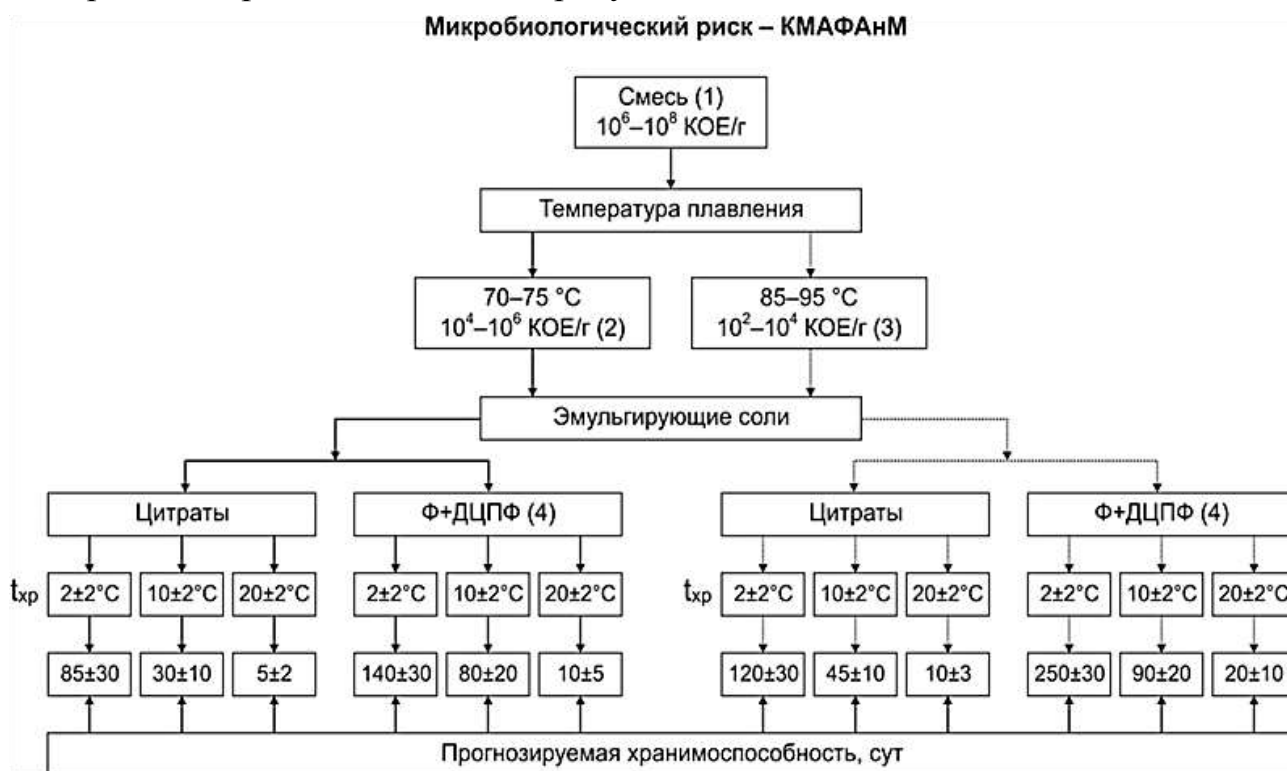 Микробиологический риск – КМАФАнМ
Смесь (1)
10⁶–10⁸ КОЕ/г
Температура плавления
70–75 °C
10⁴–10⁶ КОЕ/г (2)
85–95 °C
10²–10⁴ КОЕ/г (3)
Эмульгирующие соли
Цитраты
Ф+ДЦПФ (4)
Цитраты
Ф+ДЦПФ (4)
tхр 2±2°C 10±2°C 20±2°C 2±2°C 10±2°C 20±2°C tхр 2±2°C 10±2°C 20±2°C 2±2°C 10±2°C 20±2°C
85±30 30±10 5±2 140±30 80±20 10±5 120±30 45±10 10±3 250±30 90±20 20±10
Прогнозируемая хранимоспособность, сут